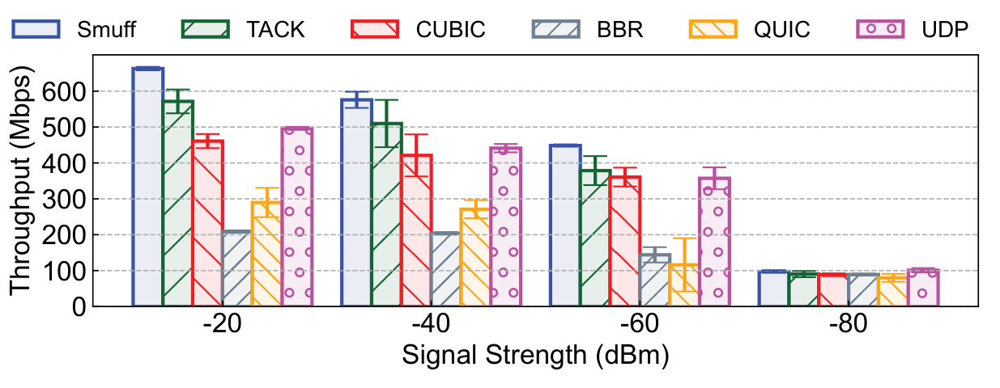 Smuff TACK CUBIC BBR QUIC UDP
Throughput (Mbps)
600
500
400
300
200
100
0
-20 -40 -60 -80
Signal Strength (dBm)